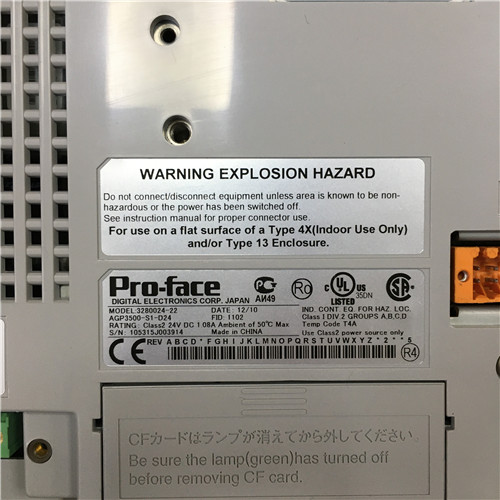 WARNING EXPLOSION HAZARD
Do not connect/disconnect equipment unless area is known to be non-
hazardous or the power has been switched off.
See instruction manual for proper connector use.
For use on a flat surface of a Type 4X(Indoor Use Only)
and/or Type 13 Enclosure.
Pro-face
DIGITAL ELECTRONICS CORP. JAPAN
АИ49
Ro
C UL US
LISTED 35DN
MODEL:3280024-22 DATE: 12/10
AGP3500-S1-D24 FID: 1102
RATING: Class2 24V DC 1.08A Ambient of 50°C Max
S/N: 105315J003914 Made in CHINA
IND. CONT. EQ. FOR HAZ. LOC.
Class I DIV 2 GROUPS A,B,C,D
Temp Code T4A
Use Class2 power source only
CE REV A B C D * F G H I J K L M N O P Q R S T U V W X Y Z * 2 * * 5
R4
CFカードはランプが消えてから外してください。
Be sure the lamp(green)has turned off
before removing CF card.